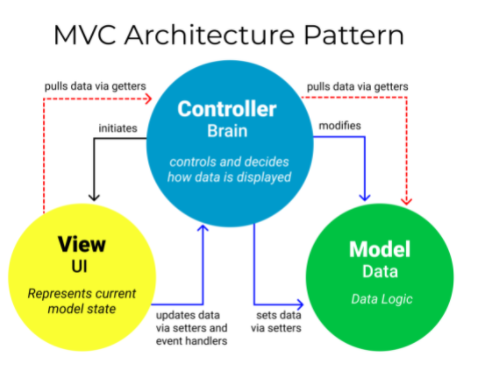 MVC Architecture Pattern
pulls data via getters
pulls data via getters
Controller
Brain
controls and decides
how data is displayed
initiates
modifies
View
UI
Represents current
model state
Model
Data
Data Logic
updates data
via setters and
event handlers
sets data
via setters